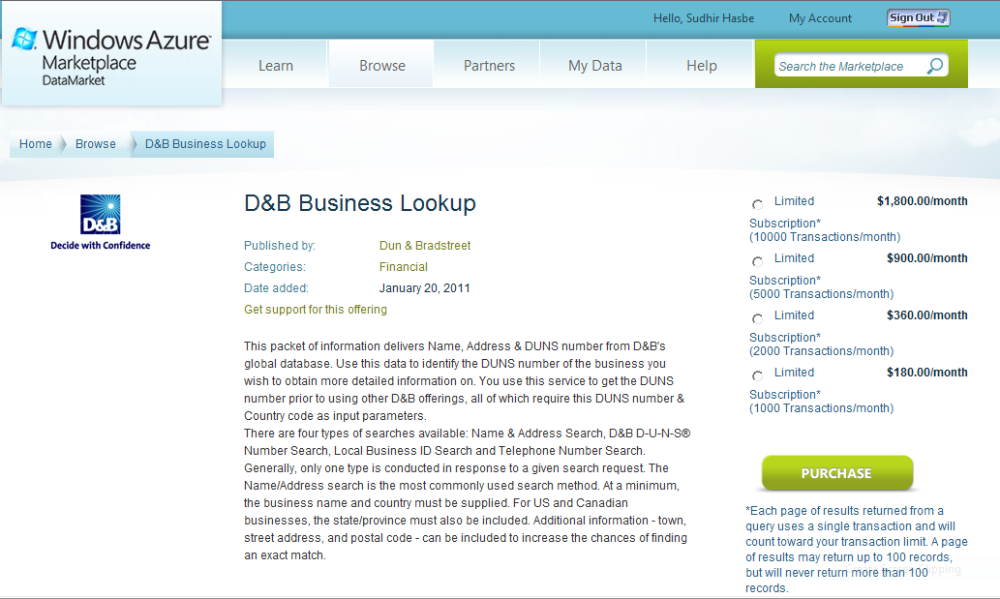 Hello, Sudhir Hasbe My Account Sign Out
Windows Azure
Marketplace
DataMarket
Learn Browse Partners My Data Help Search the Marketplace
Home Browse D&B Business Lookup
D&B
Decide with Confidence
D&B Business Lookup
Published by: Dun & Bradstreet
Categories: Financial
Date added: January 20, 2011
Get support for this offering
This packet of information delivers Name, Address & DUNS number from D&B's
global database. Use this data to identify the DUNS number of the business you
wish to obtain more detailed information on. You use this service to get the DUNS
number prior to using other D&B offerings, all of which require this DUNS number &
Country code as input parameters.
There are four types of searches available: Name & Address Search, D&B D-U-N-S®
Number Search, Local Business ID Search and Telephone Number Search.
Generally, only one type is conducted in response to a given search request. The
Name/Address search is the most commonly used search method. At a minimum,
the business name and country must be supplied. For US and Canadian
businesses, the state/province must also be included. Additional information - town,
street address, and postal code - can be included to increase the chances of finding
an exact match.
Limited $1,800.00/month
Subscription*
(10000 Transactions/month)
Limited $900.00/month
Subscription*
(5000 Transactions/month)
Limited $360.00/month
Subscription*
(2000 Transactions/month)
Limited $180.00/month
Subscription*
(1000 Transactions/month)
PURCHASE
*Each page of results returned from a
query uses a single transaction and will
count toward your transaction limit. A page
of results may return up to 100 records,
but will never return more than 100
records.